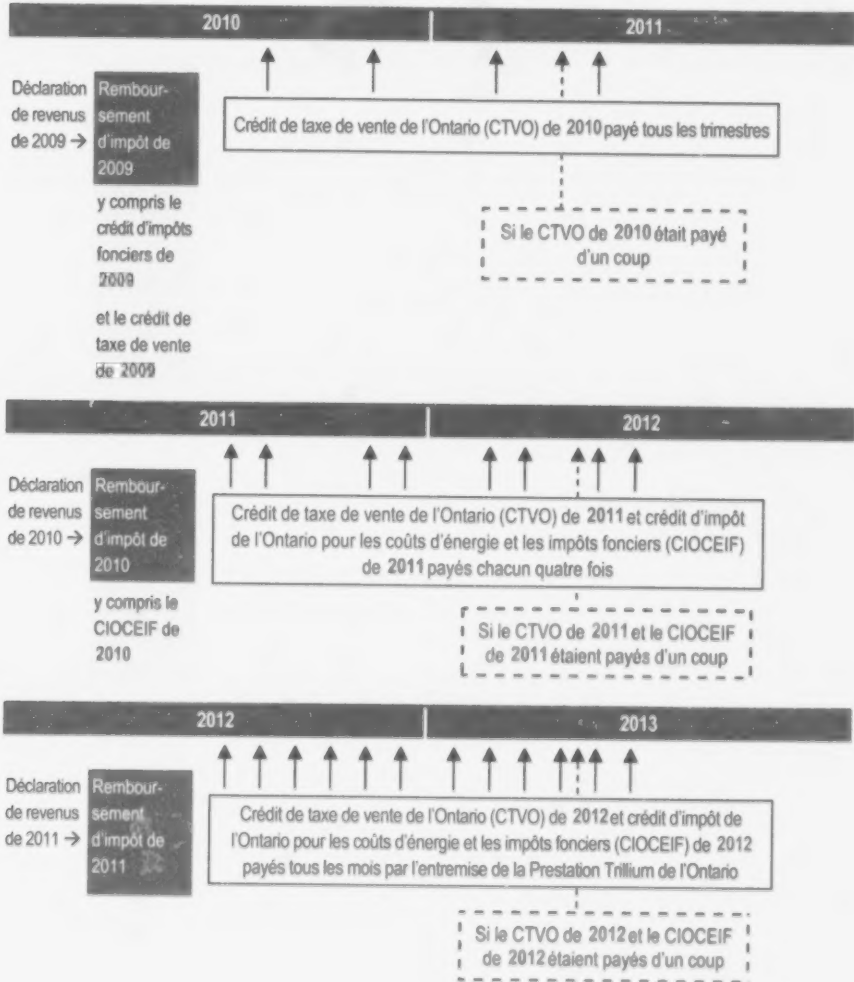 2010
2011
Déclaration
de revenus
de 2009 →
Rembour-
sement
d'impôt de
2009
y compris le
crédit d'impôts
fonciers de
2009
et le crédit de
taxe de vente
de 2009
Crédit de taxe de vente de l'Ontario (CTVO) de 2010 payé tous les trimestres
Si le CTVO de 2010 était payé
d'un coup
2011
2012
Déclaration
de revenus
de 2010 →
Rembour-
sement
d'impôt de
2010
y compris le
CIOCEIF de
2010
Crédit de taxe de vente de l'Ontario (CTVO) de 2011 et crédit d'impôt
de l'Ontario pour les coûts d'énergie et les impôts fonciers (CIOCEIF)
de 2011 payés chacun quatre fois
Si le CTVO de 2011 et le CIOCEIF
de 2011 étaient payés d'un coup
2012
2013
Déclaration
de revenus
de 2011 →
Rembour-
sement
d'impôt de
2011
Crédit de taxe de vente de l'Ontario (CTVO) de 2012 et crédit d'impôt de
l'Ontario pour les coûts d'énergie et les impôts fonciers (CIOCEIF) de 2012
payés tous les mois par l'entremise de la Prestation Trillium de l'Ontario
Si le CTVO de 2012 et le CIOCEIF
de 2012 étaient payés d'un coup